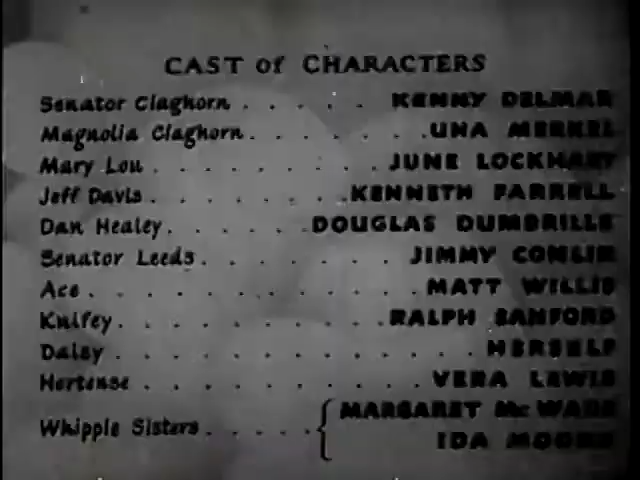 CAST of CHARACTERS
Senator Claghorn . . . . . KENNY DELMAR
Magnolia Claghorn . . . . . . . UNA MERKEL
Mary Lou . . . . . . . . . JUNE LOCKHART
Jeff Davis . . . . . . . . KENNETH FARRELL
Dan Healey . . . . . . DOUGLAS DUMBRILLE
Senator Leeds . . . . . . . JIMMY CONLIN
Ace . . . . . . . . . . . . MATT WILLIS
Knifey . . . . . . . . . . RALPH SANFORD
Daisy . . . . . . . . . . . . . HERSELF
Hortense . . . . . . . . . . VERA LEWIS
Whipple Sisters . . . . . { MARGARET Mc WADE
IDA MOORE